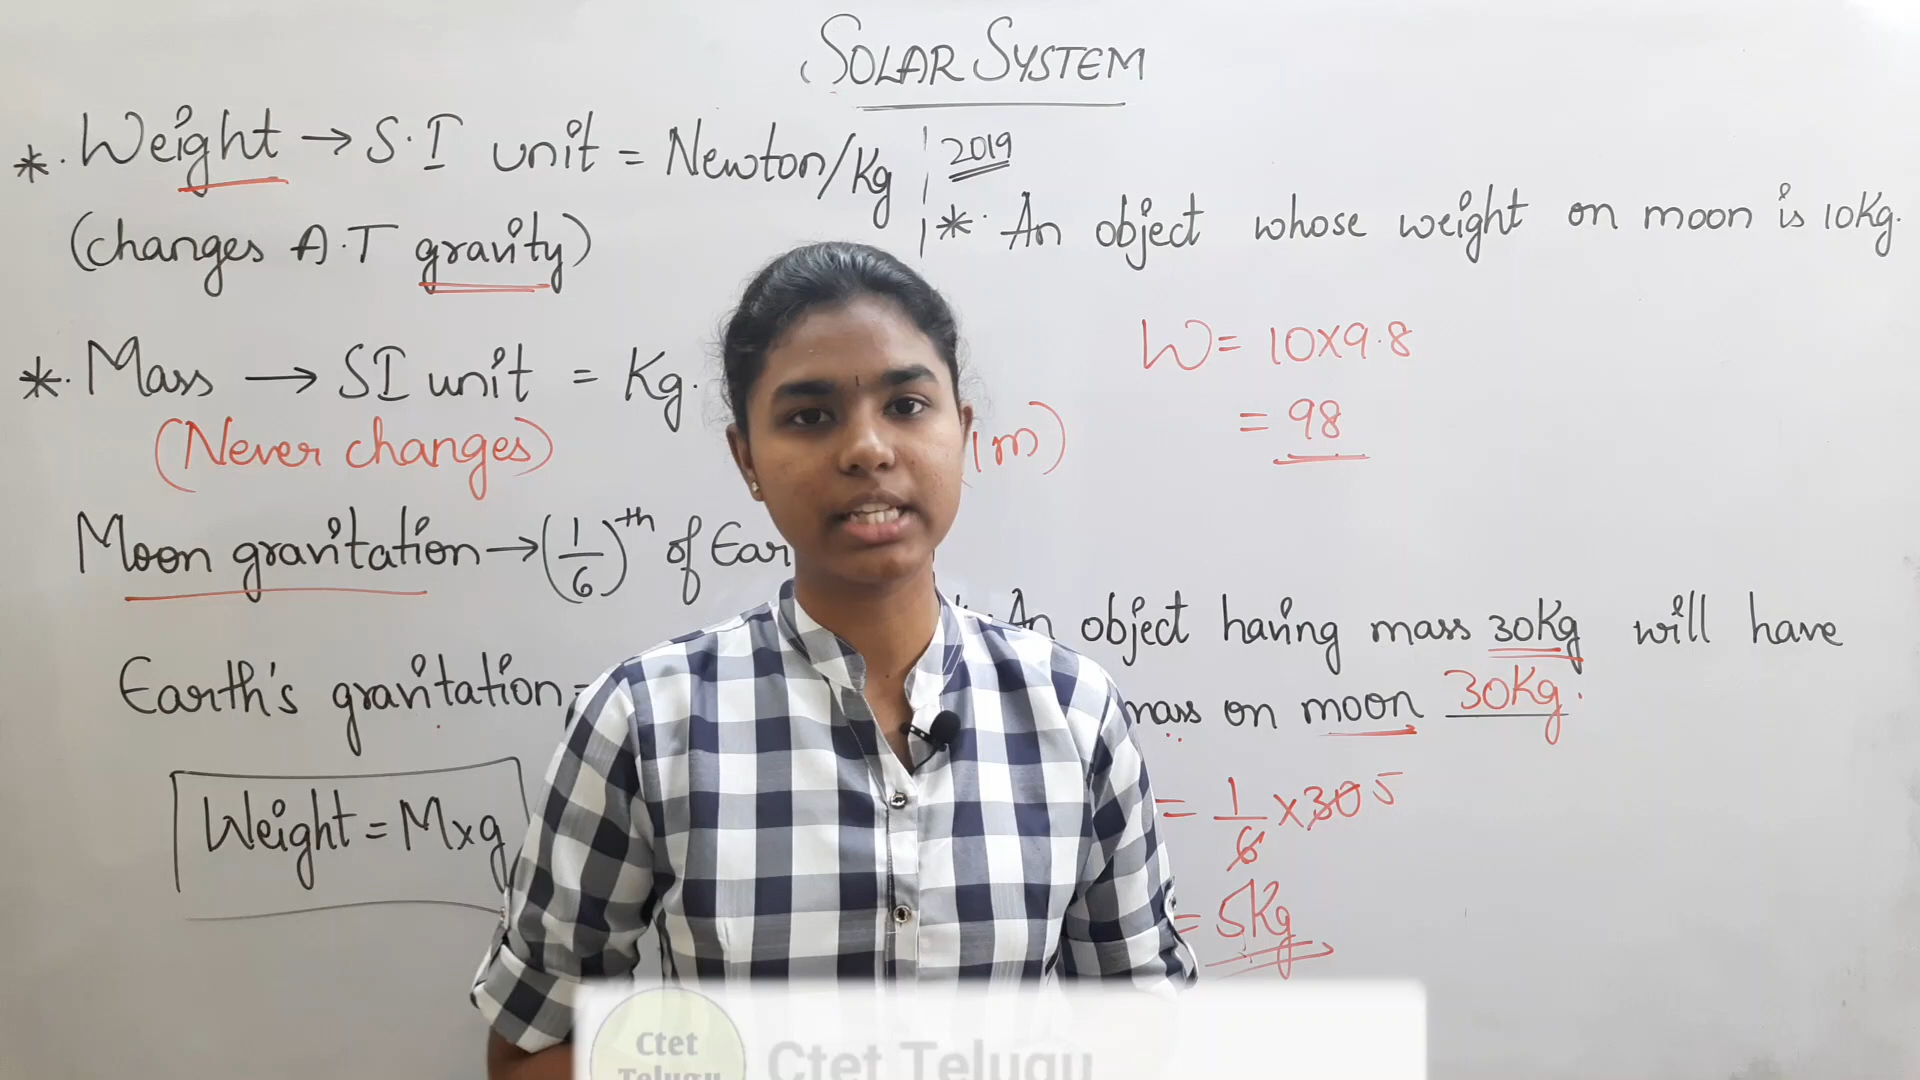 SOLAR SYSTEM
*. Weight → S.I unit = Newton/Kg
(changes A.T gravity)
*. Mass → SI unit = Kg.
(Never changes)
Moon gravitation → (1/6)th of Ear
Earth's gravitation =
Weight = M×g
2019
*. An object whose weight on moon is 10Kg.
W = 10×9.8
= 98
1m)
An object having mass 30Kg will have
mass on moon 30Kg.
= 1/6 × 30 5
= 5Kg
Ctet
Telugu
Ctet Telugu